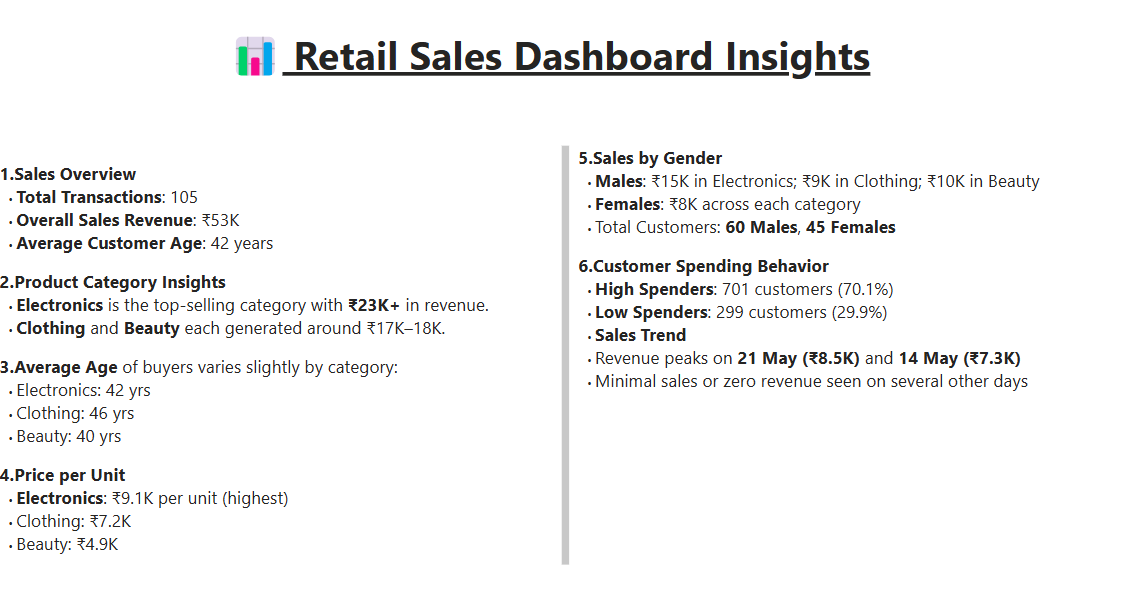 Retail Sales Dashboard Insights
1.Sales Overview
• Total Transactions: 105
• Overall Sales Revenue: ₹53K
• Average Customer Age: 42 years
2.Product Category Insights
• Electronics is the top-selling category with ₹23K+ in revenue.
• Clothing and Beauty each generated around ₹17K–18K.
3.Average Age of buyers varies slightly by category:
• Electronics: 42 yrs
• Clothing: 46 yrs
• Beauty: 40 yrs
4.Price per Unit
• Electronics: ₹9.1K per unit (highest)
• Clothing: ₹7.2K
• Beauty: ₹4.9K
5.Sales by Gender
• Males: ₹15K in Electronics; ₹9K in Clothing; ₹10K in Beauty
• Females: ₹8K across each category
• Total Customers: 60 Males, 45 Females
6.Customer Spending Behavior
• High Spenders: 701 customers (70.1%)
• Low Spenders: 299 customers (29.9%)
• Sales Trend
• Revenue peaks on 21 May (₹8.5K) and 14 May (₹7.3K)
• Minimal sales or zero revenue seen on several other days